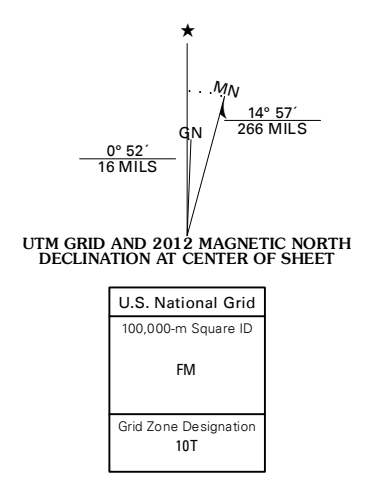 ★
MN
GN
14° 57´
266 MILS
0° 52´
16 MILS
UTM GRID AND 2012 MAGNETIC NORTH
DECLINATION AT CENTER OF SHEET
U.S. National Grid
100,000-m Square ID
FM
Grid Zone Designation
10T